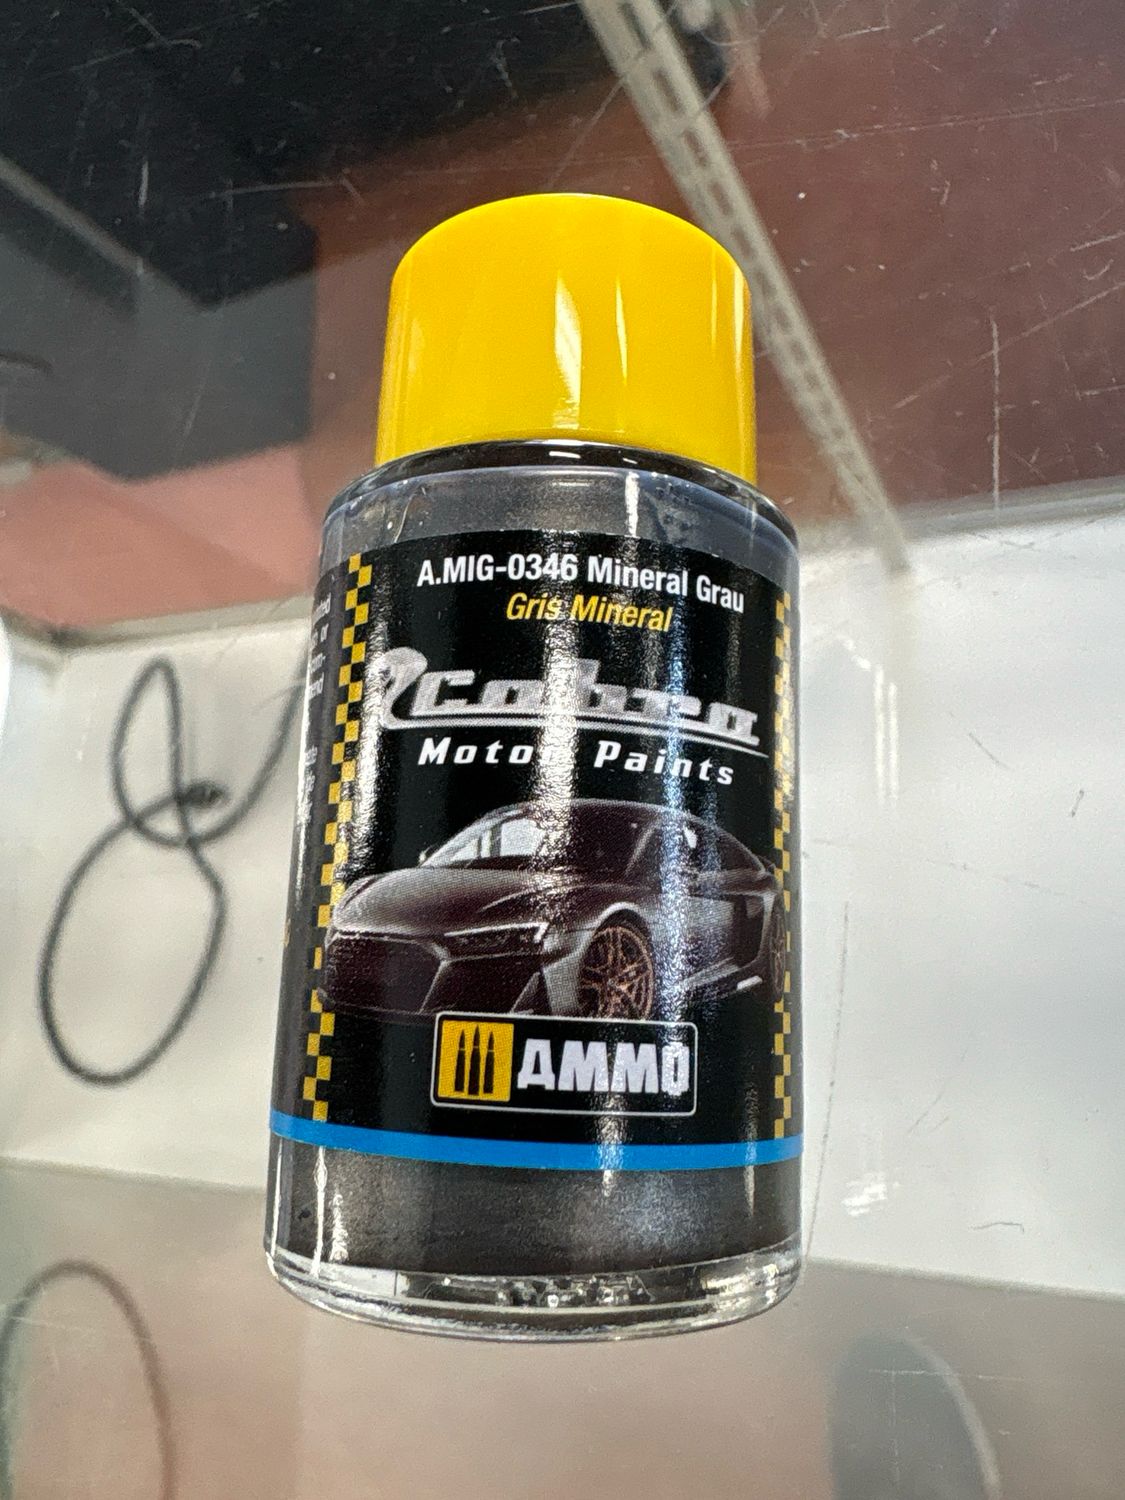 A.MIG-0346 Mineral Grau
Gris Mineral
Cobra
Motor Paints
AMMO